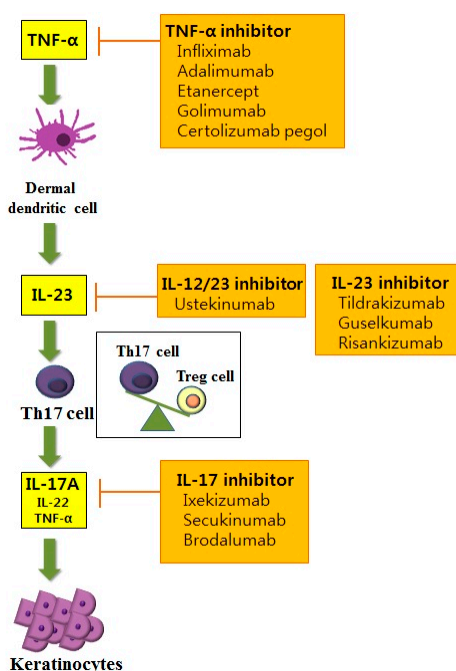 TNF-α
TNF-α inhibitor
Infliximab
Adalimumab
Etanercept
Golimumab
Certolizumab pegol
Dermal
dendritic cell
IL-23
IL-12/23 inhibitor
Ustekinumab
IL-23 inhibitor
Tildrakizumab
Guselkumab
Risankizumab
Th17 cell
Th17 cell
Treg cell
IL-17A
IL-22
TNF-α
IL-17 inhibitor
Ixekizumab
Secukinumab
Brodalumab
Keratinocytes